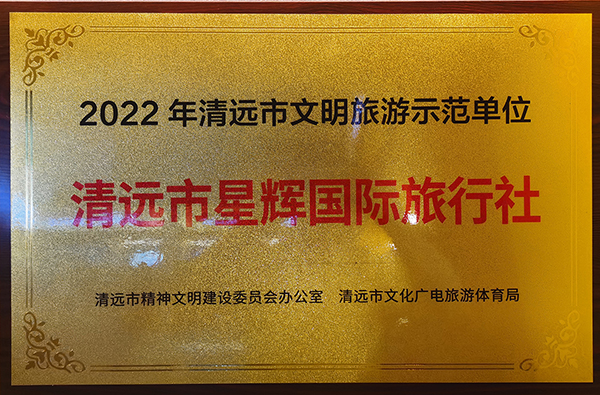 2022 年清远市文明旅游示范单位
清远市星辉国际旅行社
清远市精神文明建设委员会办公室 清远市文化广电旅游体育局